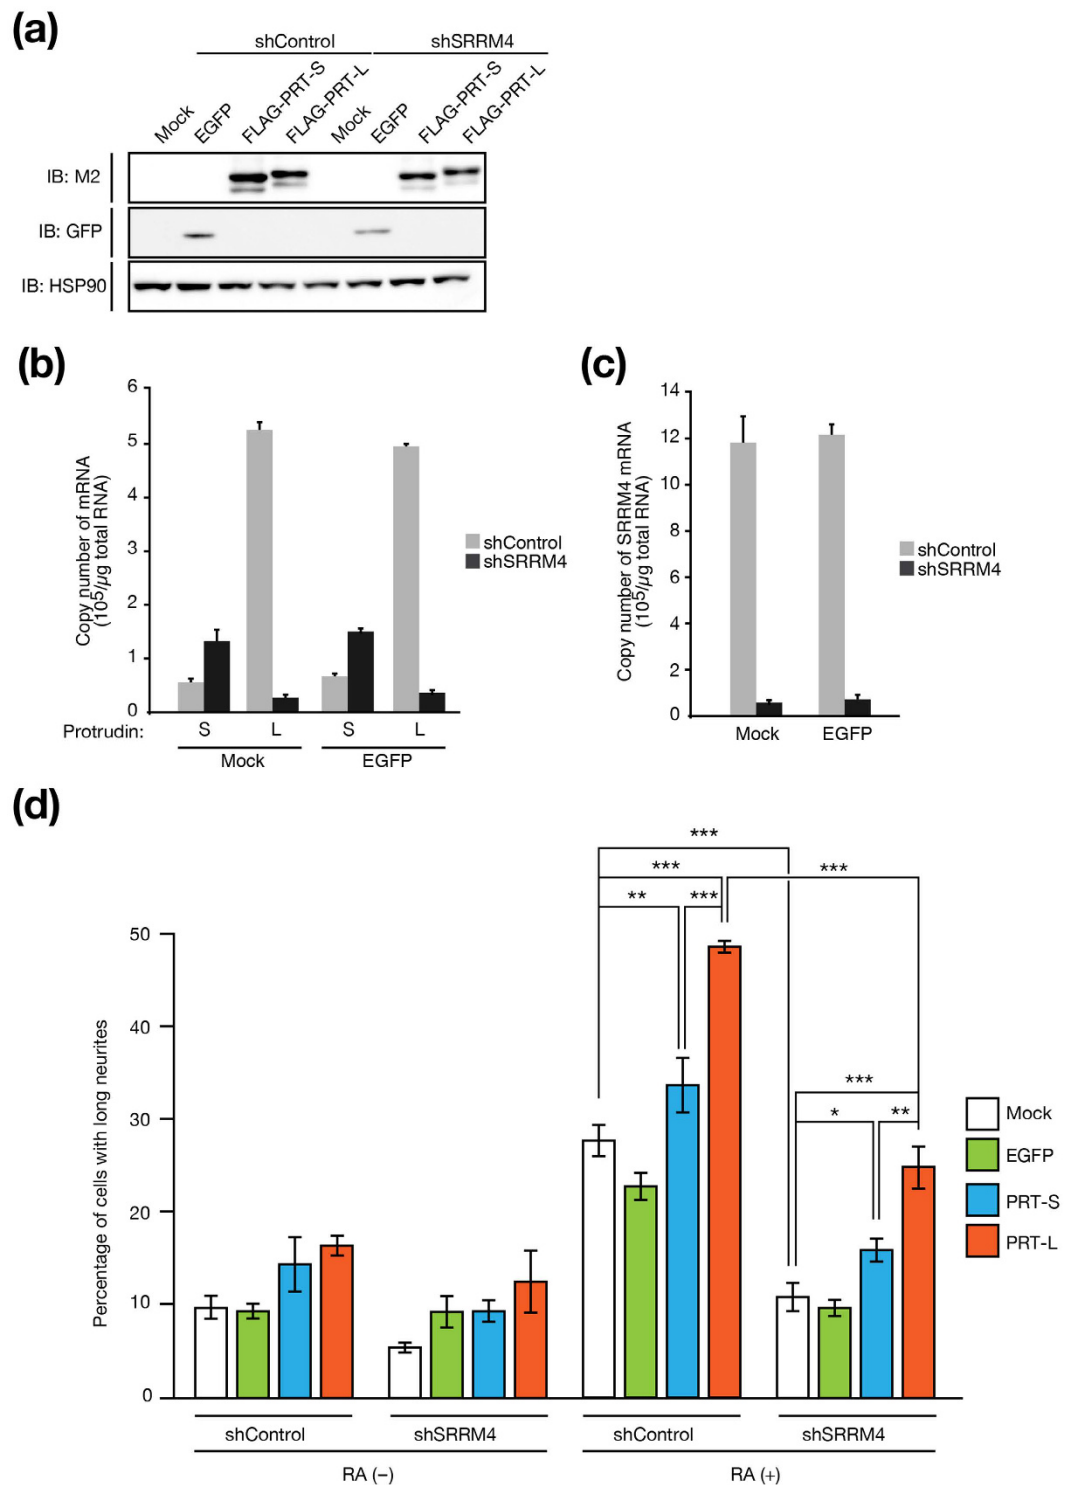 (a)
shControl shSRRM4
Mock EGFP FLAG-PRT-S FLAG-PRT-L Mock EGFP FLAG-PRT-S FLAG-PRT-L
IB: M2
IB: GFP
IB: HSP90
(b)
6
5
4
3
2
1
0
Copy number of mRNA
(10⁵/µg total RNA)
shControl
shSRRM4
Protrudin: S L S L
Mock EGFP
(c)
14
12
10
8
6
4
2
0
Copy number of SRRM4 mRNA
(10⁵/µg total RNA)
shControl
shSRRM4
Mock EGFP
(d)
***
*** ***
** ***
50
40
30
20
10
0
Percentage of cells with long neurites
***
* **
Mock
EGFP
PRT-S
PRT-L
shControl shSRRM4 shControl shSRRM4
RA (−) RA (+)